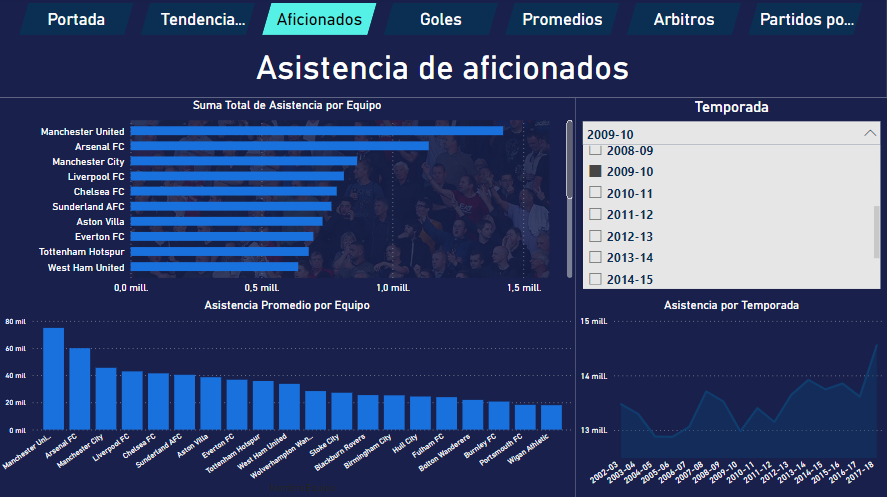 Portada
Tendencia...
Aficionados
Goles
Promedios
Arbitros
Partidos po...
Asistencia de aficionados
Suma Total de Asistencia por Equipo
Manchester United
Arsenal FC
Manchester City
Liverpool FC
Chelsea FC
Sunderland AFC
Aston Villa
Everton FC
Tottenham Hotspur
West Ham United
0,0 mill.
0,5 mill.
1,0 mill.
1,5 mill.
Temporada
2009-10
2008-09
2009-10
2010-11
2011-12
2012-13
2013-14
2014-15
Asistencia Promedio por Equipo
80 mil
60 mil
40 mil
20 mil
0 mil
Manchester Uni...
Arsenal FC
Manchester City
Liverpool FC
Chelsea FC
Sunderland AFC
Aston Villa
Everton FC
Tottenham Hotspur
West Ham United
Wolverhampton Wan...
Stoke City
Blackburn Rovers
Birmingham City
Hull City
Fulham FC
Bolton Wanderers
Burnley FC
Portsmouth FC
Wigan Athletic
Asistencia por Temporada
15 mill.
14 mill.
13 mill.
2002-03
2003-04
2004-05
2005-06
2006-07
2007-08
2008-09
2009-10
2010-11
2011-12
2012-13
2013-14
2014-15
2015-16
2016-17
2017-18